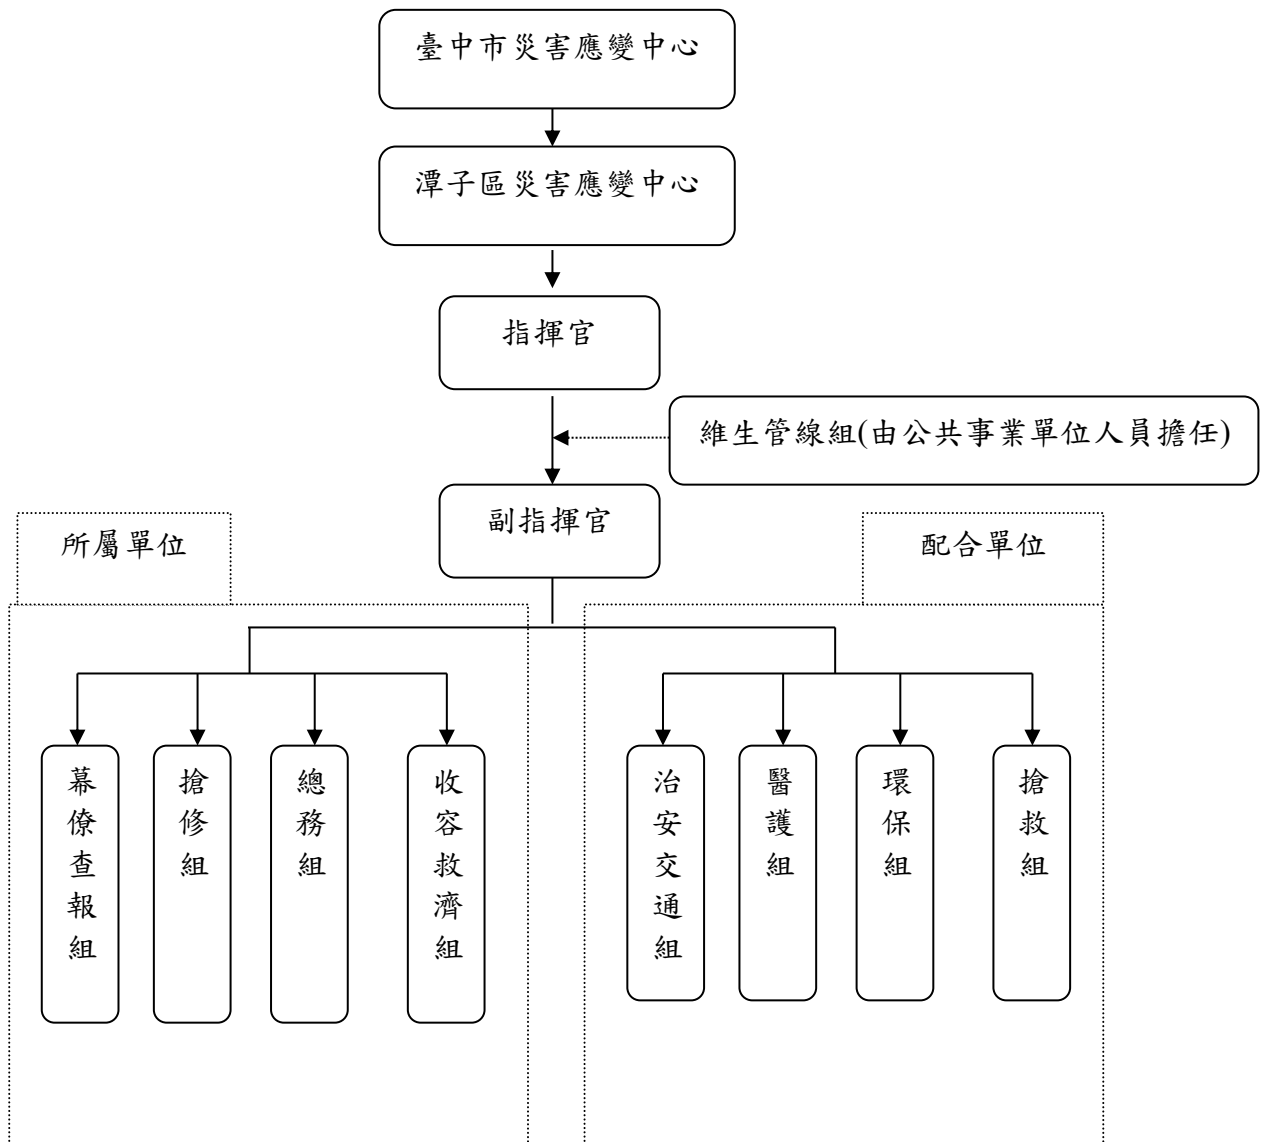 臺中市災害應變中心
潭子區災害應變中心
指揮官
維生管線組(由公共事業單位人員擔任)
副指揮官
所屬單位
配合單位
幕僚查報組
搶修組
總務組
收容救濟組
治安交通組
醫護組
環保組
搶救組